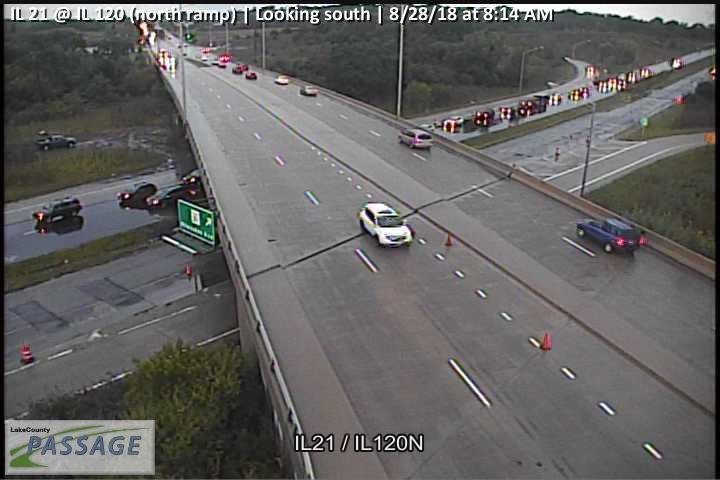 IL 21 @ IL 120 (north ramp) | Looking south | 8/28/18 at 8:14 AM
IL21 / IL120N
LakeCounty
PASSAGE